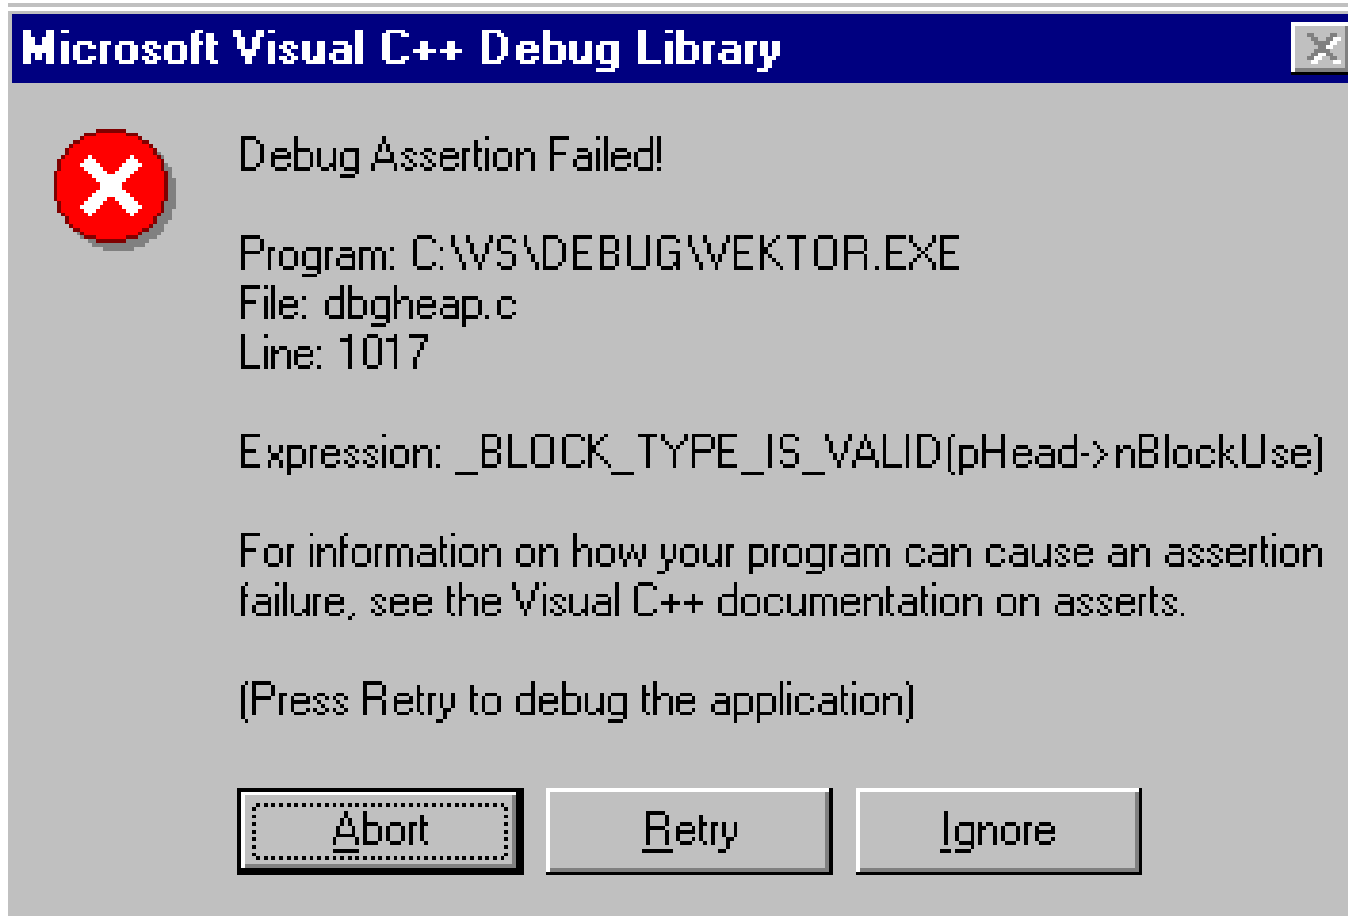 Microsoft Visual C++ Debug Library
Debug Assertion Failed!
Program: C:\VS\DEBUG\VEKTOR.EXE
File: dbgheap.c
Line: 1017
Expression: _BLOCK_TYPE_IS_VALID(pHead->nBlockUse)
For information on how your program can cause an assertion
failure, see the Visual C++ documentation on asserts.
(Press Retry to debug the application)
Abort Retry Ignore